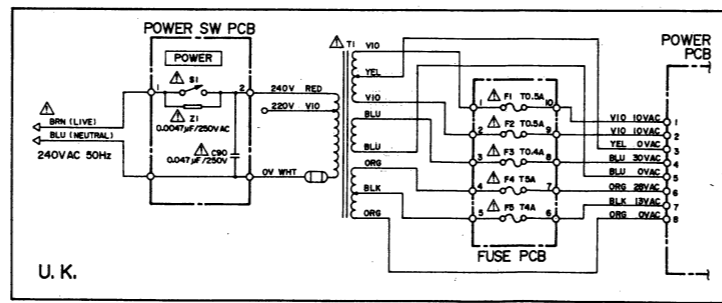 POWER SW PCB
POWER
S1
1
2
Z1
0.0047μF/250VAC
C90
0.047μF/250V
BRN (LIVE)
BLU (NEUTRAL)
240VAC 50Hz
240V RED
220V VIO
0V WHT
T1
VIO
YEL
VIO
BLU
BLU
ORG
BLK
ORG
1 F1 T0.5A 10
2 F2 T0.5A 9
3 F3 T0.4A 8
4 F4 T5A 7
5 F5 T4A 6
FUSE PCB
POWER
PCB
VIO 10VAC 1
VIO 10VAC 2
YEL 0VAC 3
BLU 30VAC 4
BLU 0VAC 5
ORG 28VAC 6
BLK 13VAC 7
ORG 0VAC 8
U. K.